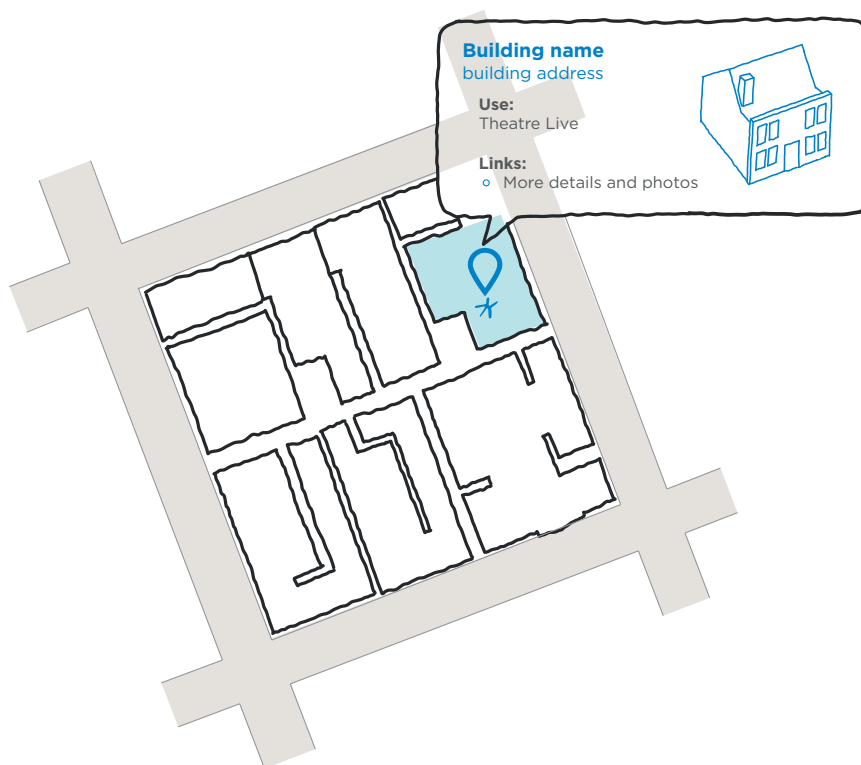 Building name
building address
Use:
Theatre Live
Links:
More details and photos